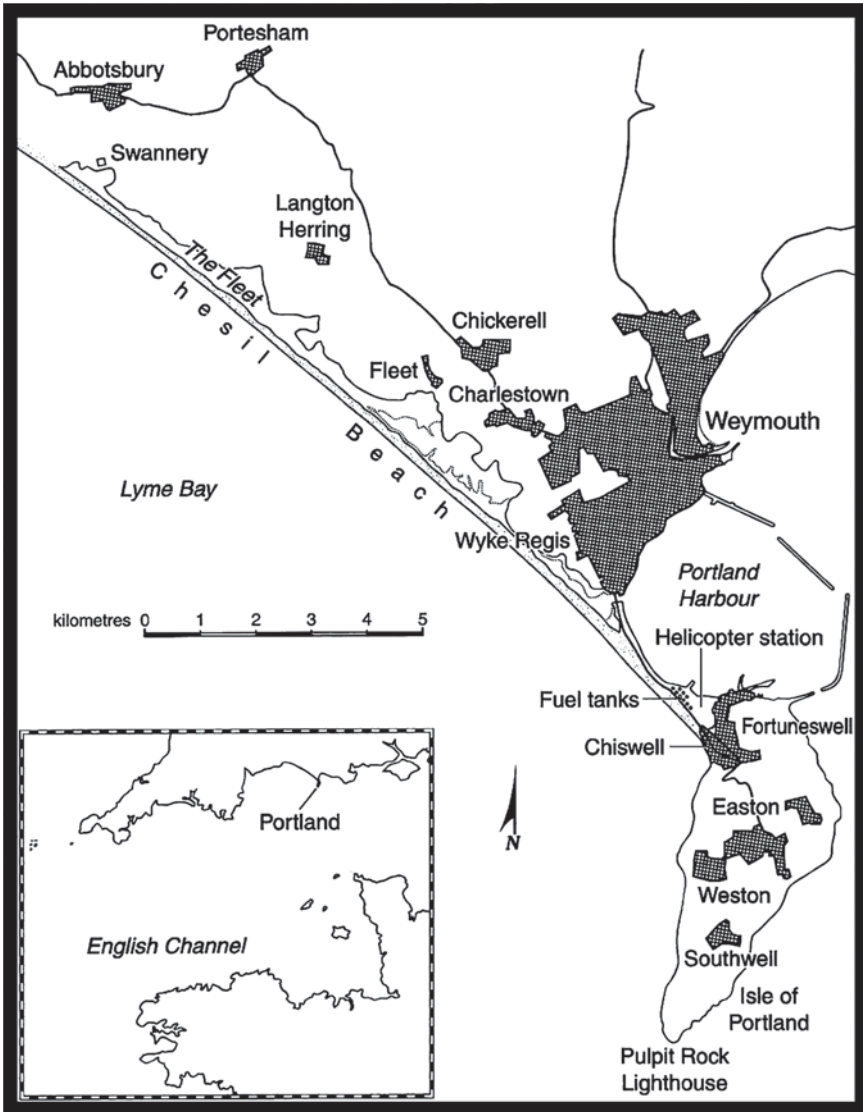 Portesham
Abbotsbury
Swannery
Langton
Herring
The Fleet
Chesil
Beach
Chickerell
Fleet
Charlestown
Weymouth
Lyme Bay
Wyke Regis
Portland
Harbour
kilometres 0 1 2 3 4 5
Helicopter station
Fuel tanks
Fortuneswell
Chiswell
Easton
N
Weston
Southwell
Isle of
Portland
Pulpit Rock
Lighthouse
Portland
English Channel